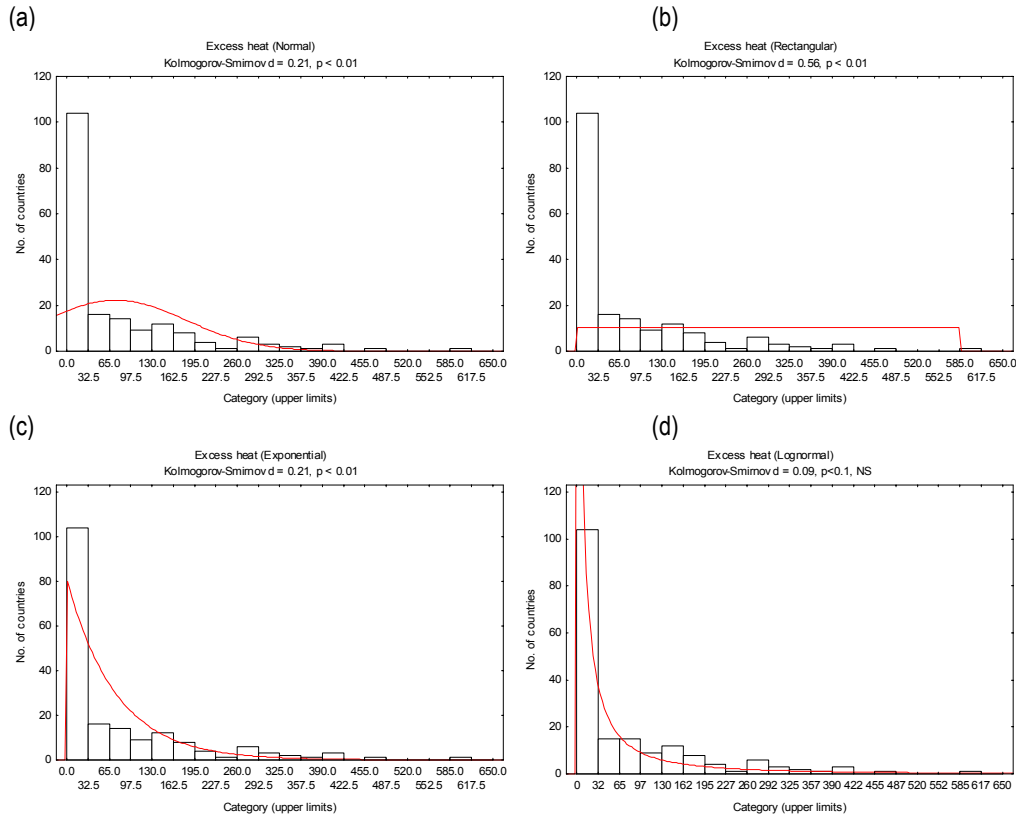 (a)
Excess heat (Normal)
Kolmogorov-Smirnov d = 0.21, p < 0.01
120
100
80
60
40
20
0
No. of countries
0.0 65.0 130.0 195.0 260.0 325.0 390.0 455.0 520.0 585.0 650.0
32.5 97.5 162.5 227.5 292.5 357.5 422.5 487.5 552.5 617.5
Category (upper limits)
(b)
Excess heat (Rectangular)
Kolmogorov-Smirnov d = 0.56, p < 0.01
120
100
80
60
40
20
0
No. of countries
0.0 65.0 130.0 195.0 260.0 325.0 390.0 455.0 520.0 585.0 650.0
32.5 97.5 162.5 227.5 292.5 357.5 422.5 487.5 552.5 617.5
Category (upper limits)
(c)
Excess heat (Exponential)
Kolmogorov-Smirnov d = 0.21, p < 0.01
120
100
80
60
40
20
0
No. of countries
0.0 65.0 130.0 195.0 260.0 325.0 390.0 455.0 520.0 585.0 650.0
32.5 97.5 162.5 227.5 292.5 357.5 422.5 487.5 552.5 617.5
Category (upper limits)
(d)
Excess heat (Lognormal)
Kolmogorov-Smirnov d = 0.09, p<0.1, NS
120
100
80
60
40
20
0
No. of countries
0 32 65 97 130 162 195 227 260 292 325 357 390 422 455 487 520 552 585 617 650
Category (upper limits)